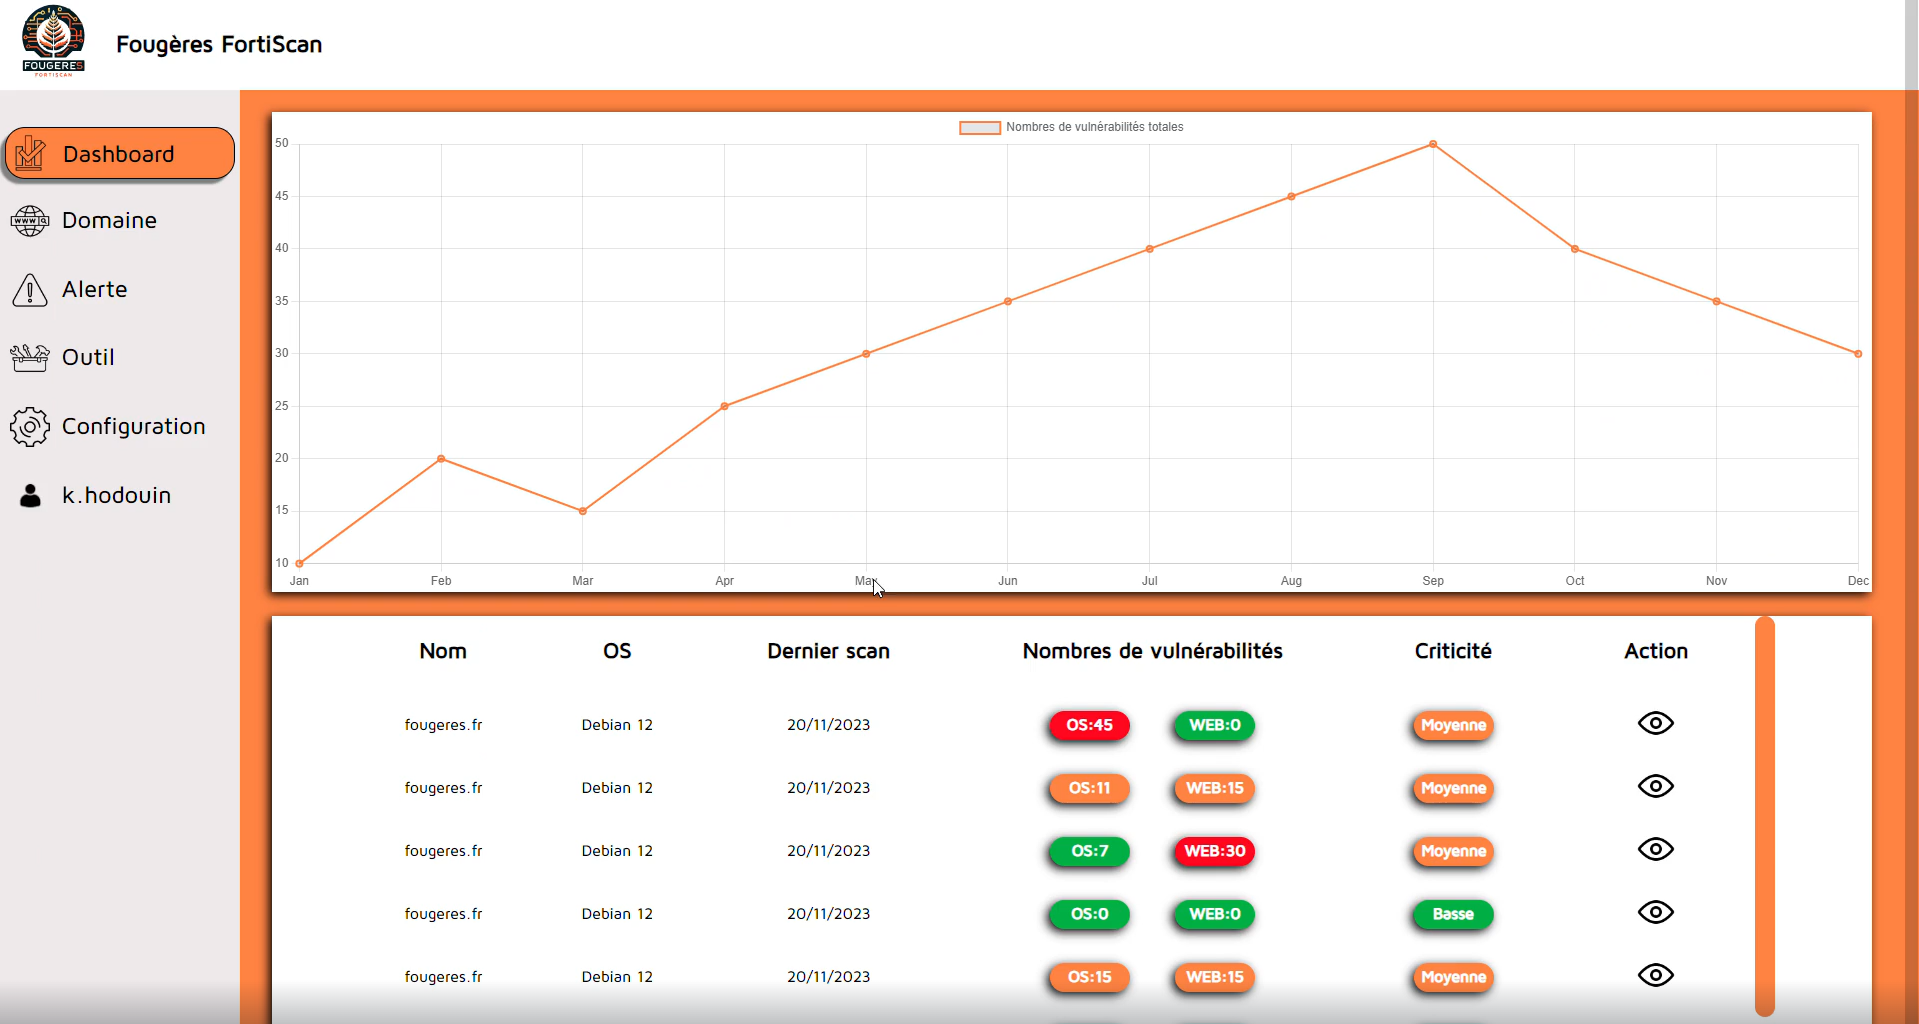 FOUGERES
FORTISCAN
Fougères FortiScan
Dashboard
Domaine
Alerte
Outil
Configuration
k.hodouin
Nombres de vulnérabilités totales
50
45
40
35
30
25
20
15
10
Jan Feb Mar Apr May Jun Jul Aug Sep Oct Nov Dec
Nom OS Dernier scan Nombres de vulnérabilités Criticité Action
fougeres.fr Debian 12 20/11/2023 OS:45 WEB:0 Moyenne
fougeres.fr Debian 12 20/11/2023 OS:11 WEB:15 Moyenne
fougeres.fr Debian 12 20/11/2023 OS:7 WEB:30 Moyenne
fougeres.fr Debian 12 20/11/2023 OS:0 WEB:0 Basse
fougeres.fr Debian 12 20/11/2023 OS:15 WEB:15 Moyenne